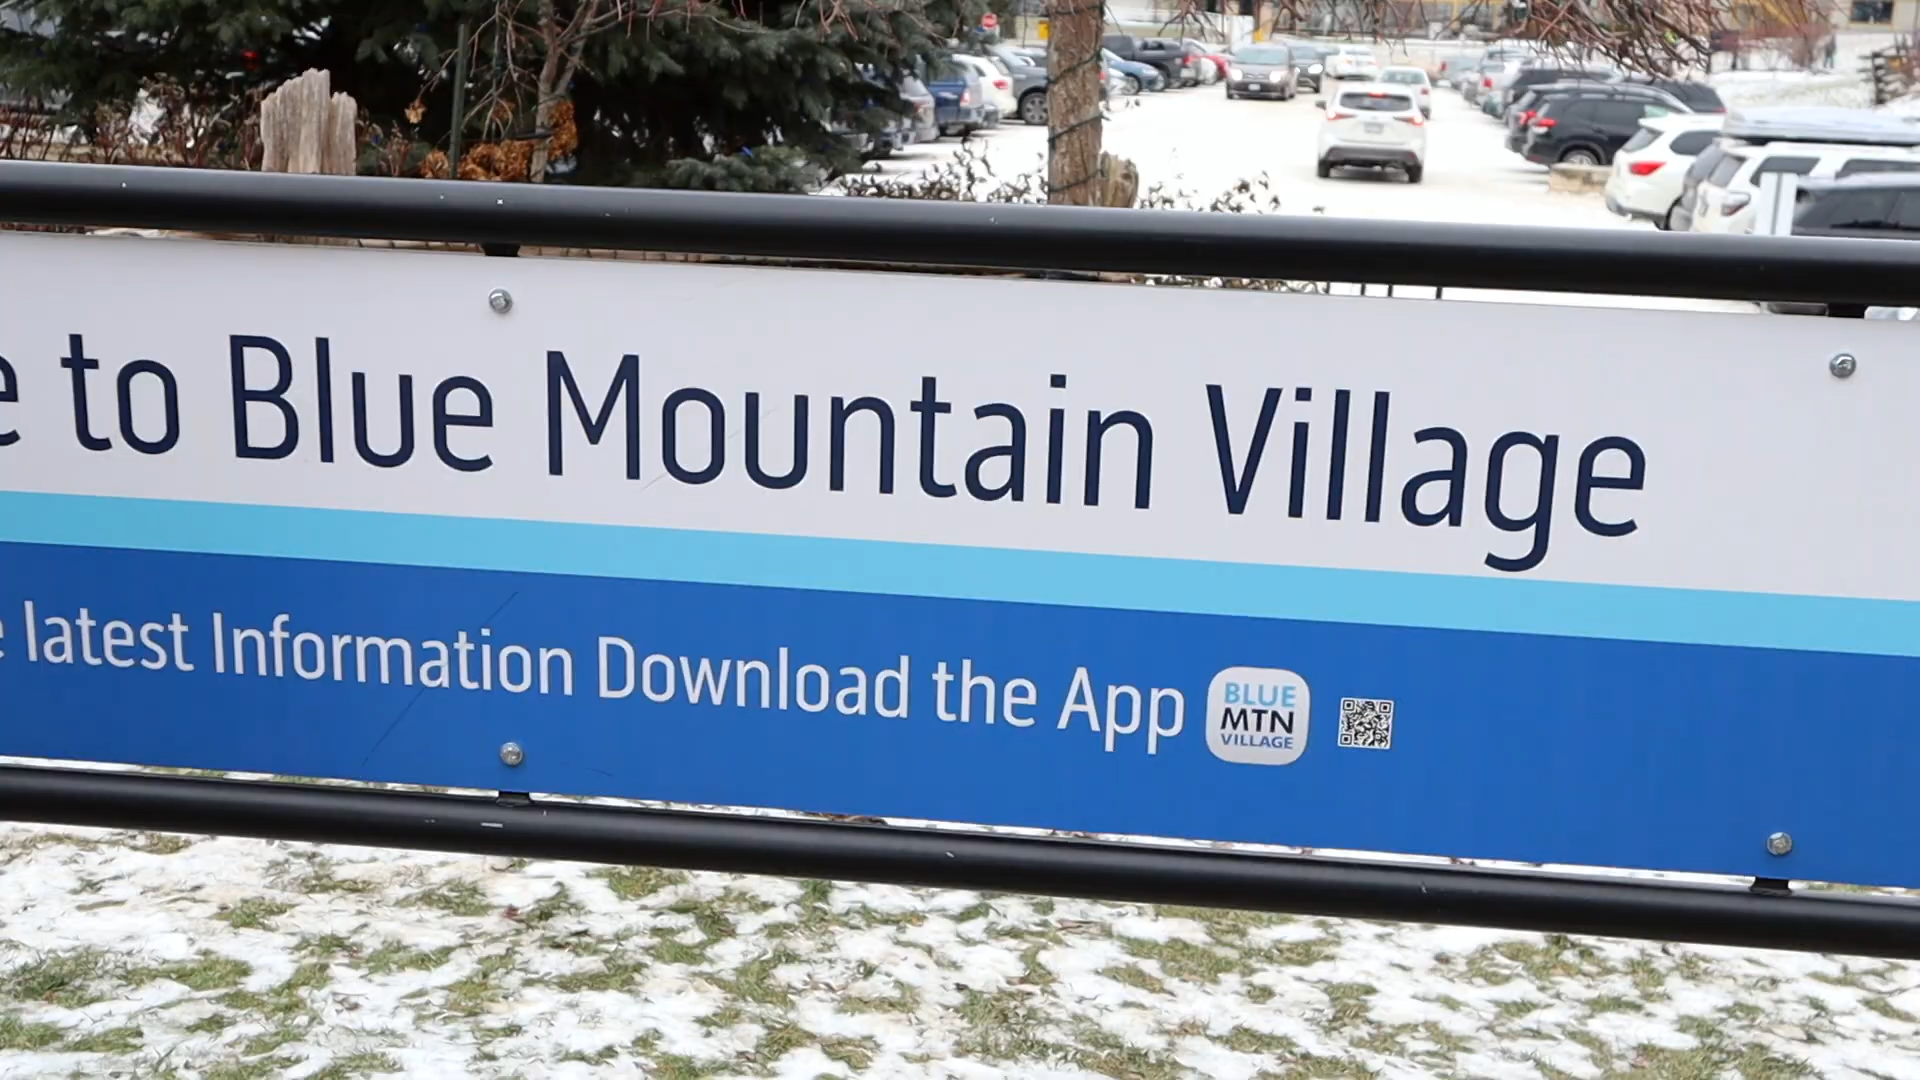 e to Blue Mountain Village
e latest Information Download the App
BLUE
MTN
VILLAGE